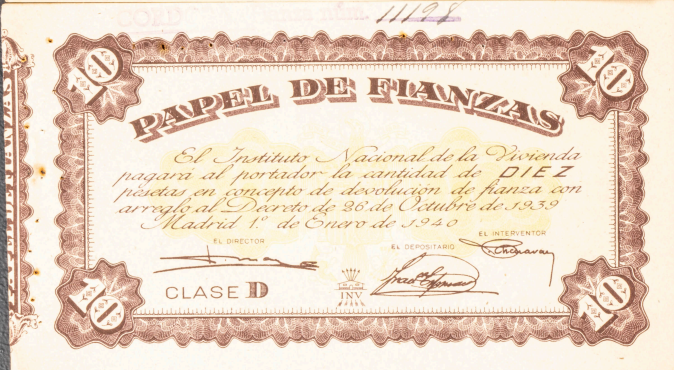 11198
10 10
PAPEL DE FIANZAS
El Instituto Nacional de la Vivienda
pagará al portador la cantidad de DIEZ
pesetas en concepto de devolución de fianza con
arreglo al Decreto de 26 de Octubre de 1939
Madrid 1º de Enero de 1940
EL DIRECTOR EL DEPOSITARIO EL INTERVENTOR
CLASE D
INV
10 10